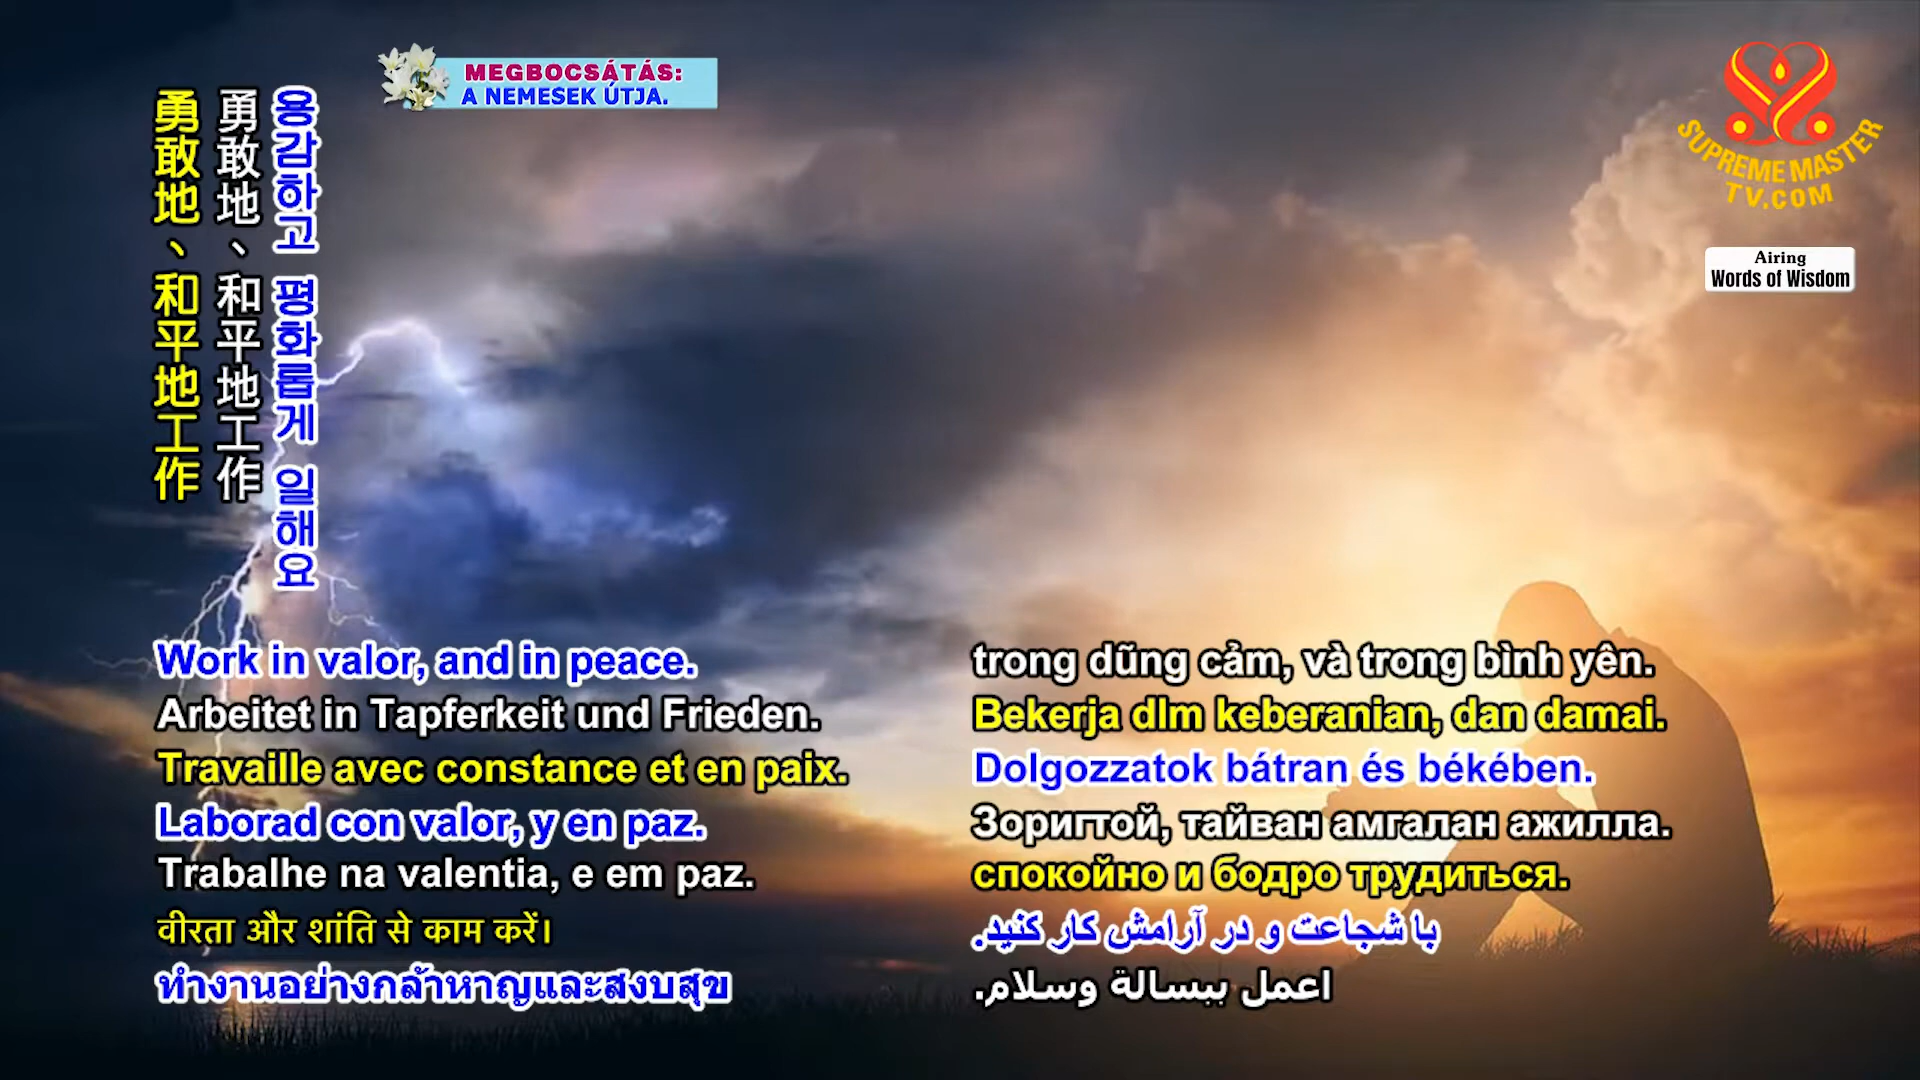 MEGBOCSÁTÁS:
A NEMESEK ÚTJA.
SUPREME MASTER
TV.COM
Airing
Words of Wisdom
勇敢地、和平地工作
勇敢地、和平地工作
용감하고 평화롭게 일해요
Work in valor, and in peace.
Arbeitet in Tapferkeit und Frieden.
Travaille avec constance et en paix.
Laborad con valor, y en paz.
Trabalhe na valentia, e em paz.
वीरता और शांति से काम करें।
ทำงานอย่างกล้าหาญและสงบสุข
trong dũng cảm, và trong bình yên.
Bekerja dlm keberanian, dan damai.
Dolgozzatok bátran és békében.
Зоригтой, тайван амгалан ажилла.
спокойно и бодро трудиться.
با شجاعت و در آرامش کار کنید.
اعمل ببسالة وسلام.